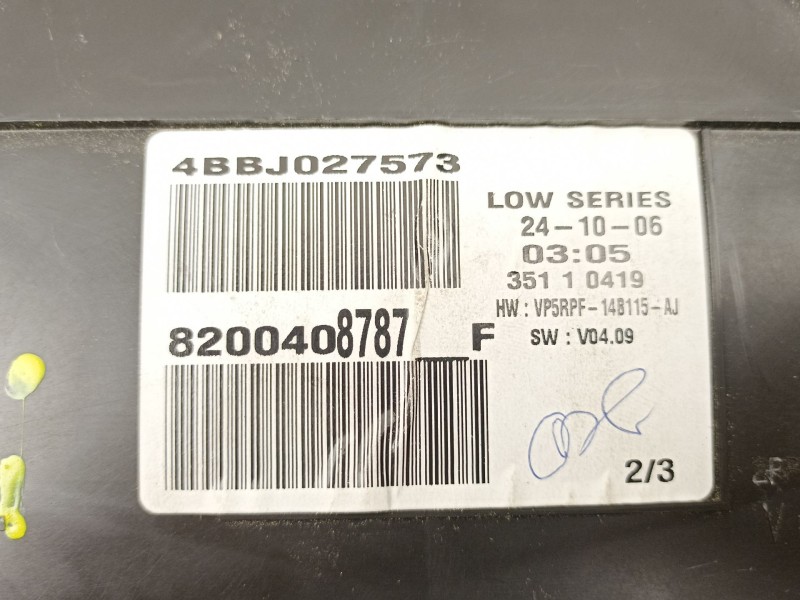 4BBJ027573
LOW SERIES
24-10-06
03:05
351 1 0419
HW : VP5RPF-14B115-AJ
8200408787__F
SW : V04.09
2/3